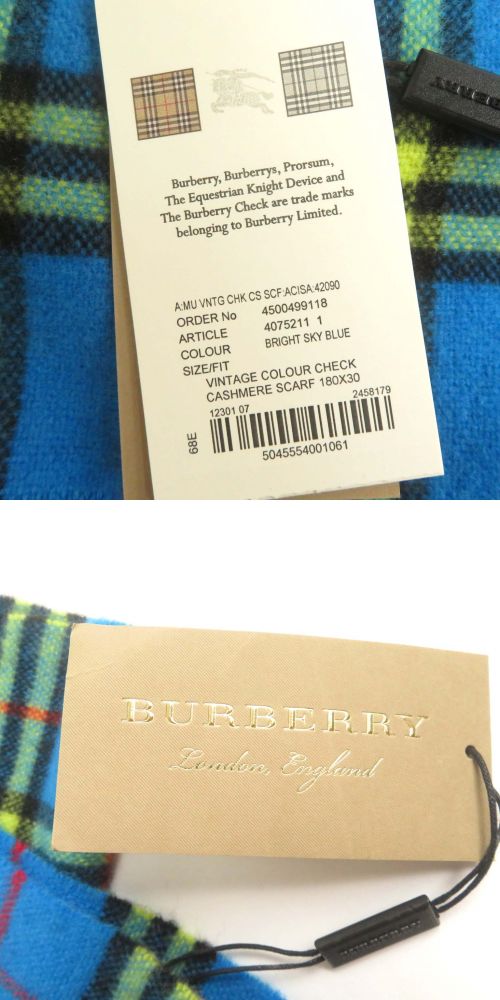 BURBERRY
Burberry, Burberrys, Prorsum,
The Equestrian Knight Device and
The Burberry Check are trade marks
belonging to Burberry Limited.
A:MU VNTG CHK CS SCF:ACISA:42090
ORDER No 4500499118
ARTICLE 4075211 1
COLOUR BRIGHT SKY BLUE
SIZE/FIT
VINTAGE COLOUR CHECK
CASHMERE SCARF 180X30
12301 07 2458179
68E
5045554001061
BURBERRY
London, England
BURBERRY